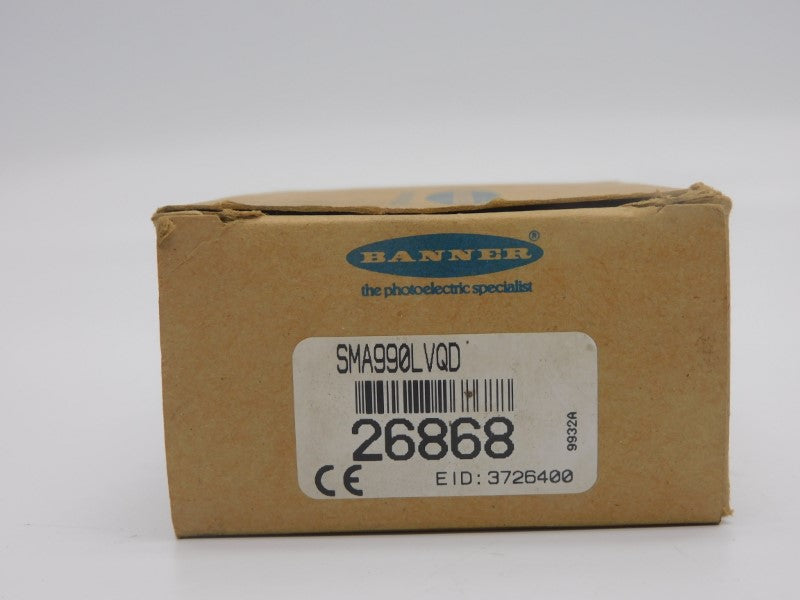 BANNER®
the photoelectric specialist
SMA990LVQD
26868
9932A
CE
EID: 3726400